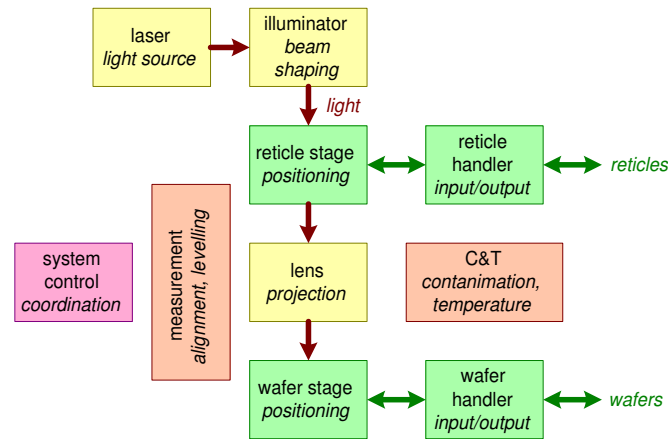 laser
light source
illuminator
beam
shaping
light
reticle stage
positioning
reticle
handler
input/output
reticles
system
control
coordination
measurement
alignment, levelling
lens
projection
C&T
contanimation,
temperature
wafer stage
positioning
wafer
handler
input/output
wafers